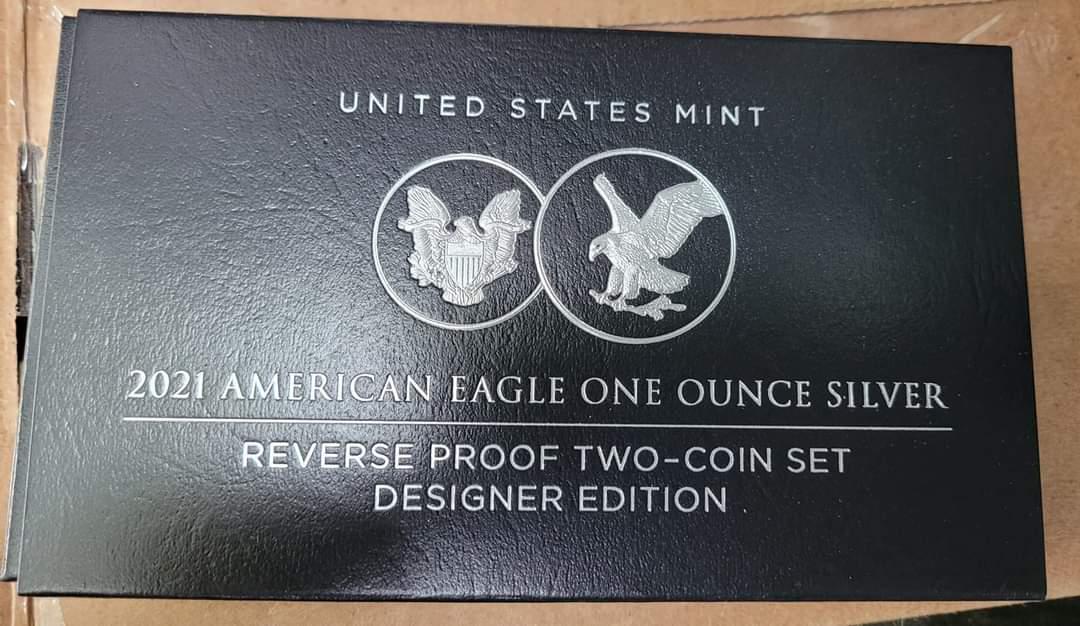 UNITED STATES MINT
2021 AMERICAN EAGLE ONE OUNCE SILVER
REVERSE PROOF TWO-COIN SET
DESIGNER EDITION